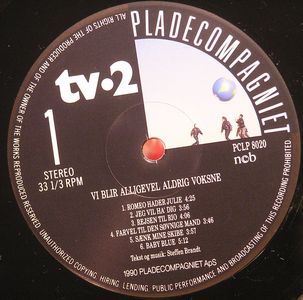 ALL RIGHTS OF THE PRODUCER AND OF THE OWNER OF THE WORKS REPRODUCED RESERVED. UNAUTHORIZED COPYING, HIRING, LENDING, PUBLIC PERFORMANCE, AND BROADCASTING OF THIS RECORDING PROHIBITED
PLADECOMPAGNIET
tv·2
1
STEREO
33 1/3 RPM
PCLP 8020
ncb
VI BLIR ALLIGEVEL ALDRIG VOKSNE
1. ROMEO HADER JULIE 4:25
2. JEG VIL HA' DIG 3:56
3. REJSEN TIL RIO 5:00
4. FARVEL TIL DEN SØVNIGE MAND 3:46
5. SÆNK MINE SKIBE 3:57
6. BABY BLUE 5:12
Tekst og musik: Steffen Brandt
1990 PLADECOMPAGNIET ApS